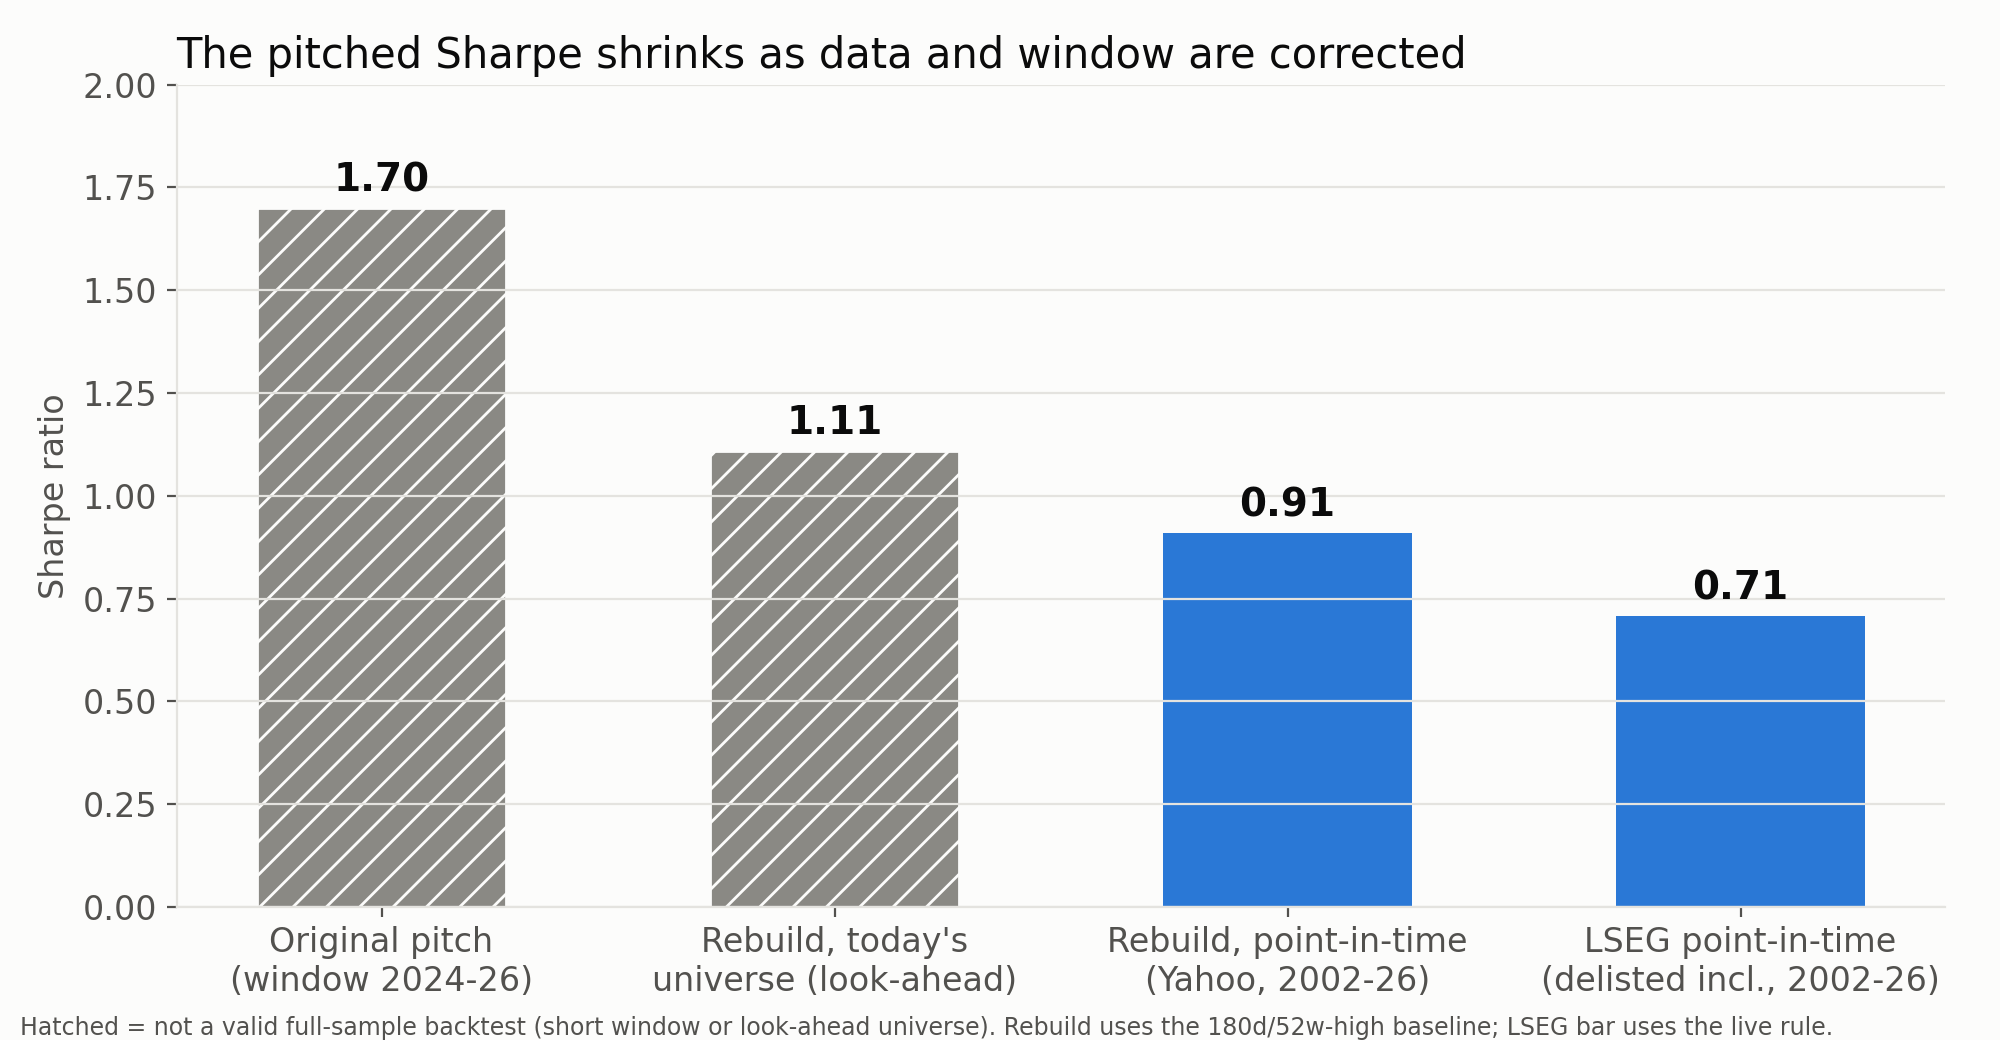 The pitched Sharpe shrinks as data and window are corrected
Sharpe ratio
2.00
1.75
1.50
1.25
1.00
0.75
0.50
0.25
0.00
1.70
1.11
0.91
0.71
Original pitch
(window 2024-26)
Rebuild, today's
universe (look-ahead)
Rebuild, point-in-time
(Yahoo, 2002-26)
LSEG point-in-time
(delisted incl., 2002-26)
Hatched = not a valid full-sample backtest (short window or look-ahead universe). Rebuild uses the 180d/52w-high baseline; LSEG bar uses the live rule.